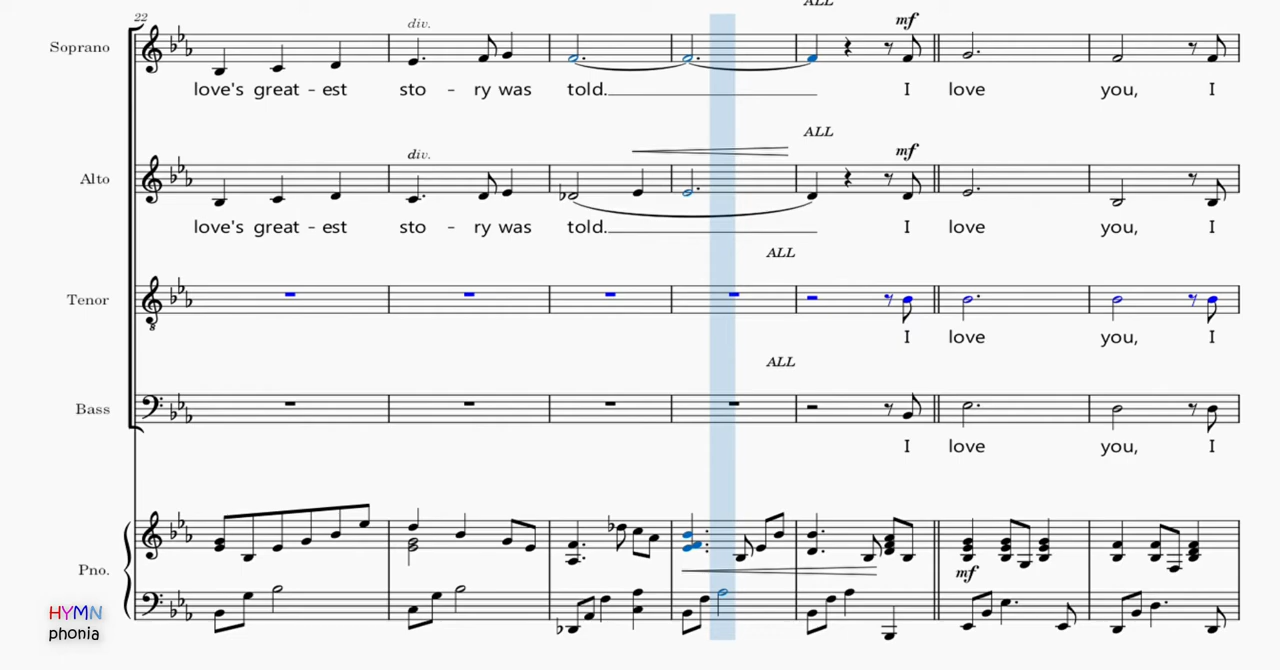 ALL
22
div.
mf
Soprano
love's great - est sto - ry was told. I love you, I
ALL
div.
mf
Alto
love's great - est sto - ry was told. I love you, I
ALL
Tenor
8
I love you, I
ALL
Bass
I love you, I
Pno.
mf
HYMN
phonia